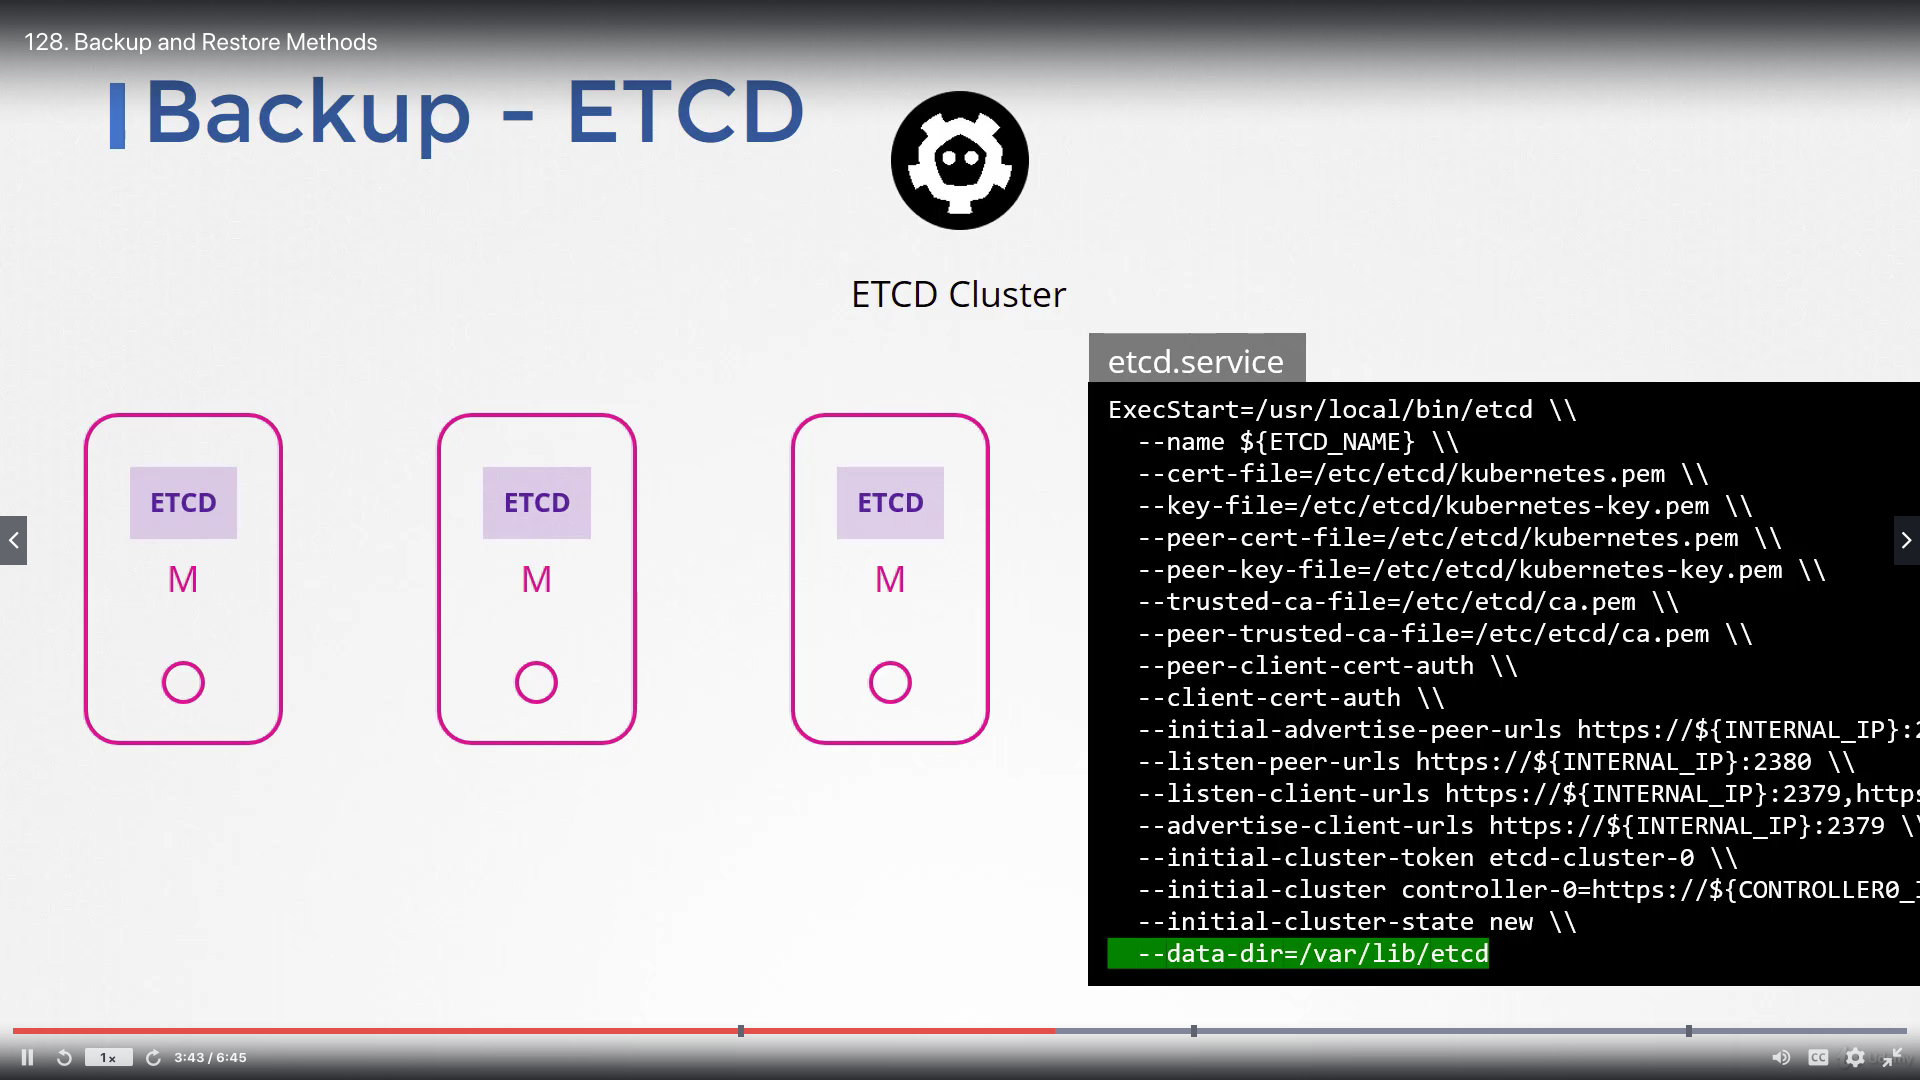 128. Backup and Restore Methods
Backup - ETCD
ETCD Cluster
etcd.service
ETCD
M
ETCD
M
ETCD
M
ExecStart=/usr/local/bin/etcd \\
--name ${ETCD_NAME} \\
--cert-file=/etc/etcd/kubernetes.pem \\
--key-file=/etc/etcd/kubernetes-key.pem \\
--peer-cert-file=/etc/etcd/kubernetes.pem \\
--peer-key-file=/etc/etcd/kubernetes-key.pem \\
--trusted-ca-file=/etc/etcd/ca.pem \\
--peer-trusted-ca-file=/etc/etcd/ca.pem \\
--peer-client-cert-auth \\
--client-cert-auth \\
--initial-advertise-peer-urls https://${INTERNAL_IP}:2
--listen-peer-urls https://${INTERNAL_IP}:2380 \\
--listen-client-urls https://${INTERNAL_IP}:2379,https
--advertise-client-urls https://${INTERNAL_IP}:2379 \\
--initial-cluster-token etcd-cluster-0 \\
--initial-cluster controller-0=https://${CONTROLLER0_I
--initial-cluster-state new \\
--data-dir=/var/lib/etcd
1x
3:43 / 6:45
CC